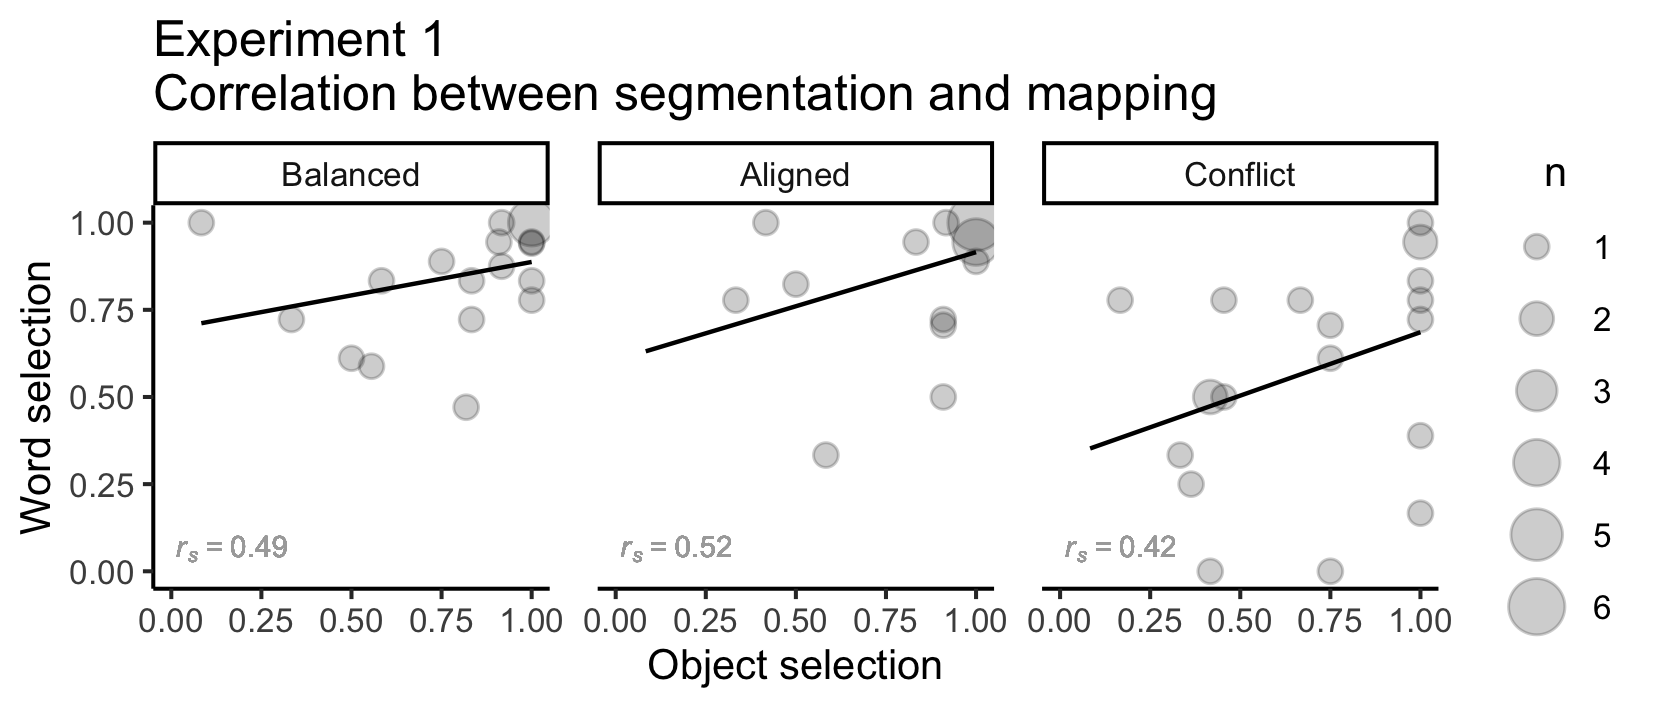 Experiment 1
Correlation between segmentation and mapping
Balanced Aligned Conflict n
1.00
0.75
0.50
0.25
0.00
Word selection
r_s = 0.49 r_s = 0.52 r_s = 0.42
0.00 0.25 0.50 0.75 1.00 0.00 0.25 0.50 0.75 1.00 0.00 0.25 0.50 0.75 1.00
Object selection
1
2
3
4
5
6